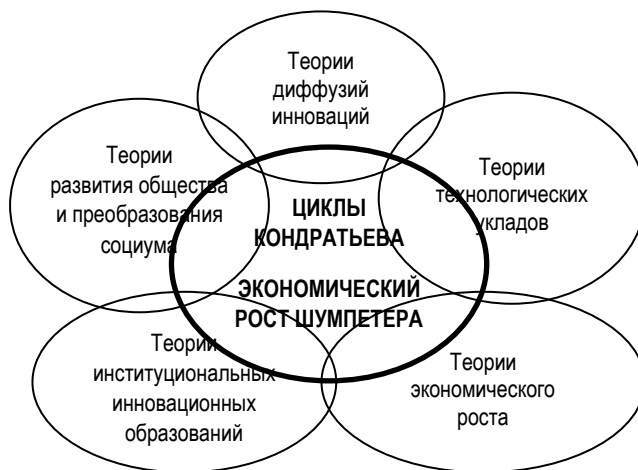 Теории
диффузий
инноваций
Теории
развития общества
и преобразования
социума
Теории
технологических
укладов
ЦИКЛЫ
КОНДРАТЬЕВА
ЭКОНОМИЧЕСКИЙ
РОСТ ШУМПЕТЕРА
Теории
институциональных
инновационных
образований
Теории
экономического
роста